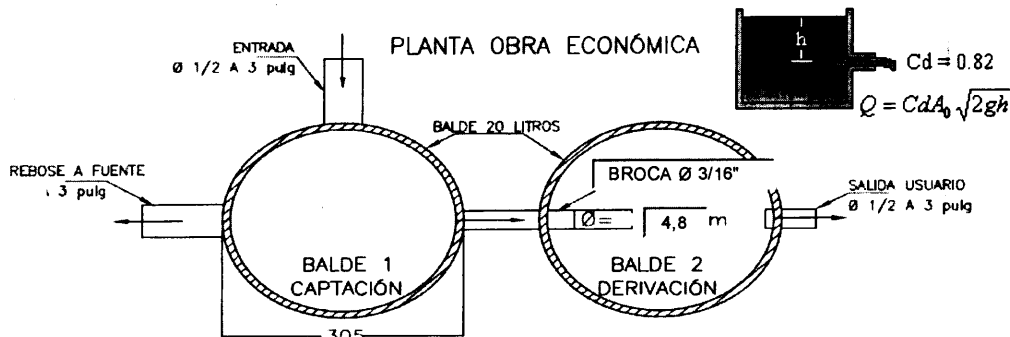 PLANTA OBRA ECONÓMICA
ENTRADA
Ø 1/2 A 3 pulg
h
Cd = 0.82
Q = CdA₀ √2gh
BALDE 20 LITROS
REBOSE A FUENTE
3 pulg
BROCA Ø 3/16"
Ø = 4,8 m
SALIDA USUARIO
Ø 1/2 A 3 pulg
BALDE 1
CAPTACIÓN
BALDE 2
DERIVACIÓN
305